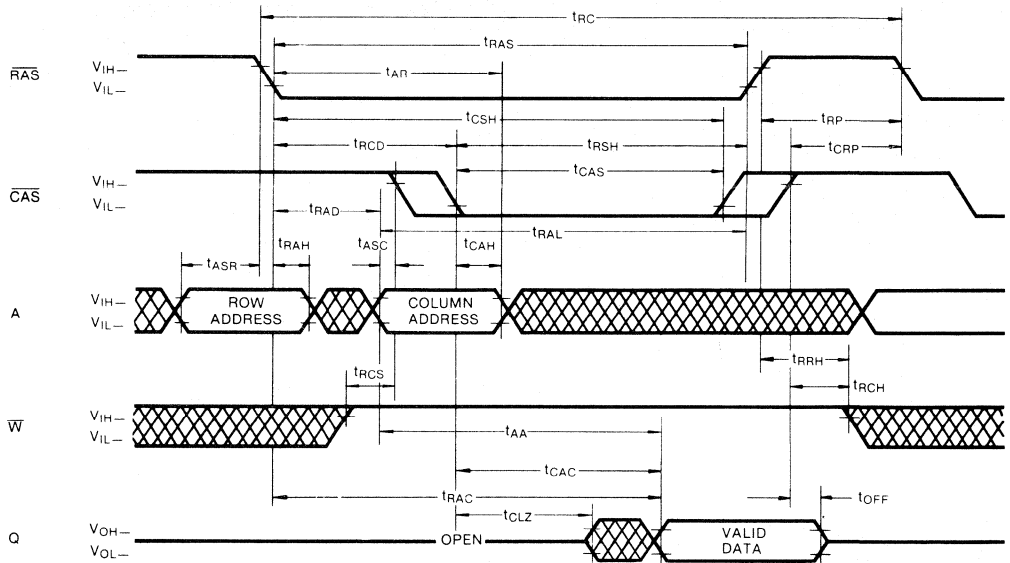 tRC
tRAS
RAS
VIH—
VIL—
tAR
tCSH
tRP
tRCD
tRSH
tCRP
CAS
VIH—
VIL—
tCAS
tRAD
tRAL
tASR
tRAH
tASC
tCAH
A
VIH—
VIL—
ROW
ADDRESS
COLUMN
ADDRESS
tRRH
tRCS
tRCH
W
VIH—
VIL—
tAA
tCAC
tRAC
tOFF
tCLZ
Q
VOH—
VOL—
OPEN
VALID
DATA